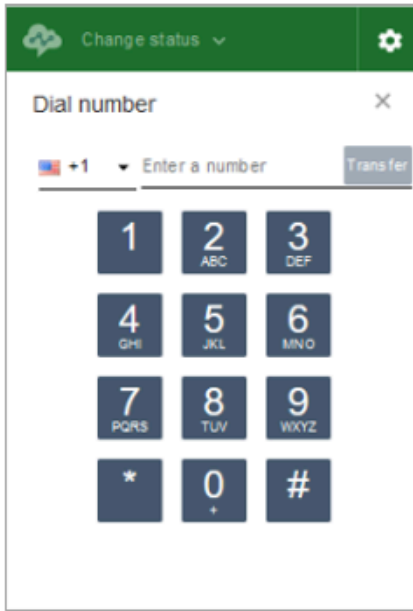 Change status
Dial number
+1 Enter a number Transfer
1 2 3
ABC DEF
4 5 6
GHI JKL MNO
7 8 9
PQRS TUV WXYZ
* 0 #
+